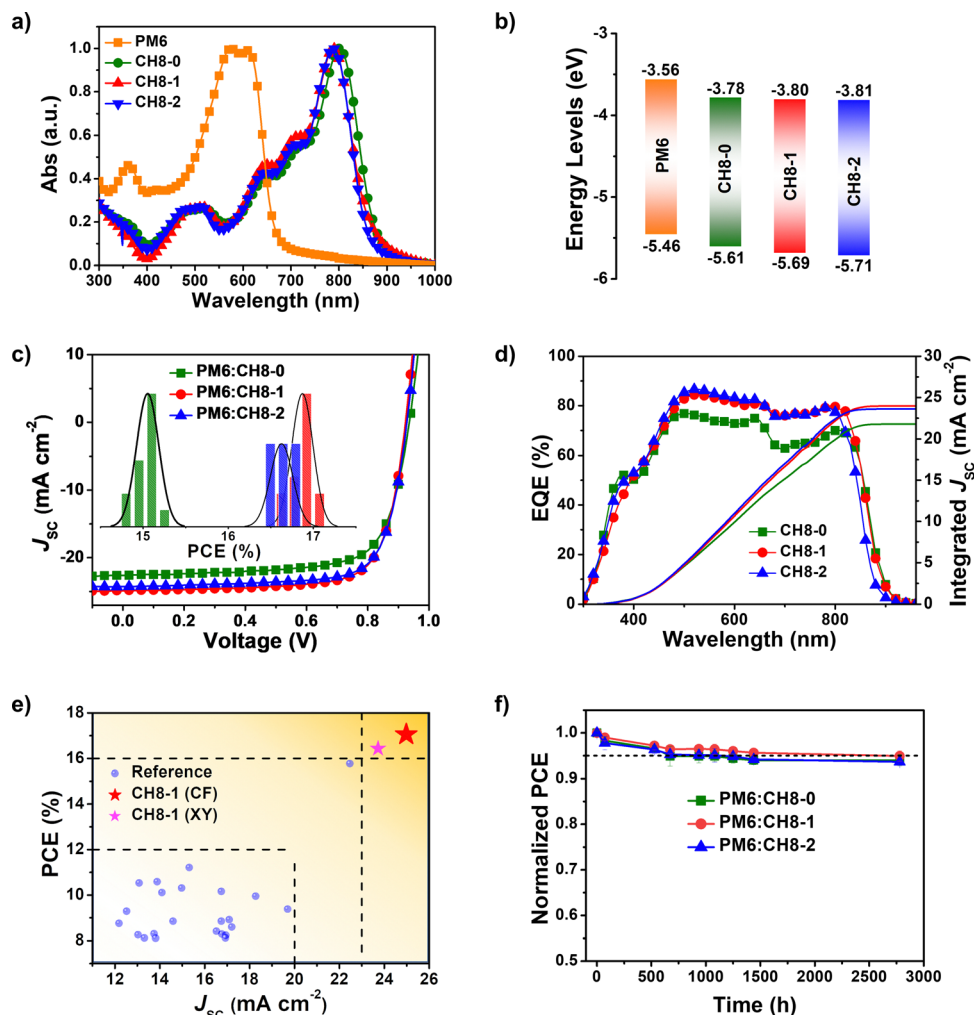 a)
PM6
CH8-0
CH8-1
CH8-2
Abs (a.u.)
1.0
0.8
0.6
0.4
0.2
0.0
300 400 500 600 700 800 900 1000
Wavelength (nm)
b)
Energy Levels (eV)
-3
-4
-5
-6
-3.56
-3.78
-3.80
-3.81
PM6
CH8-0
CH8-1
CH8-2
-5.46
-5.61
-5.69
-5.71
c)
PM6:CH8-0
PM6:CH8-1
PM6:CH8-2
JSC (mA cm-2)
10
0
-10
-20
15 16 17
PCE (%)
0.0 0.2 0.4 0.6 0.8 1.0
Voltage (V)
d)
EQE (%)
100
80
60
40
20
0
Integrated JSC (mA cm-2)
30
25
20
15
10
5
0
CH8-0
CH8-1
CH8-2
400 600 800
Wavelength (nm)
e)
PCE (%)
18
16
14
12
10
8
Reference
CH8-1 (CF)
CH8-1 (XY)
12 14 16 18 20 22 24 26
JSC (mA cm-2)
f)
Normalized PCE
1.0
0.9
0.8
0.7
0.6
0.5
PM6:CH8-0
PM6:CH8-1
PM6:CH8-2
0 500 1000 1500 2000 2500 3000
Time (h)